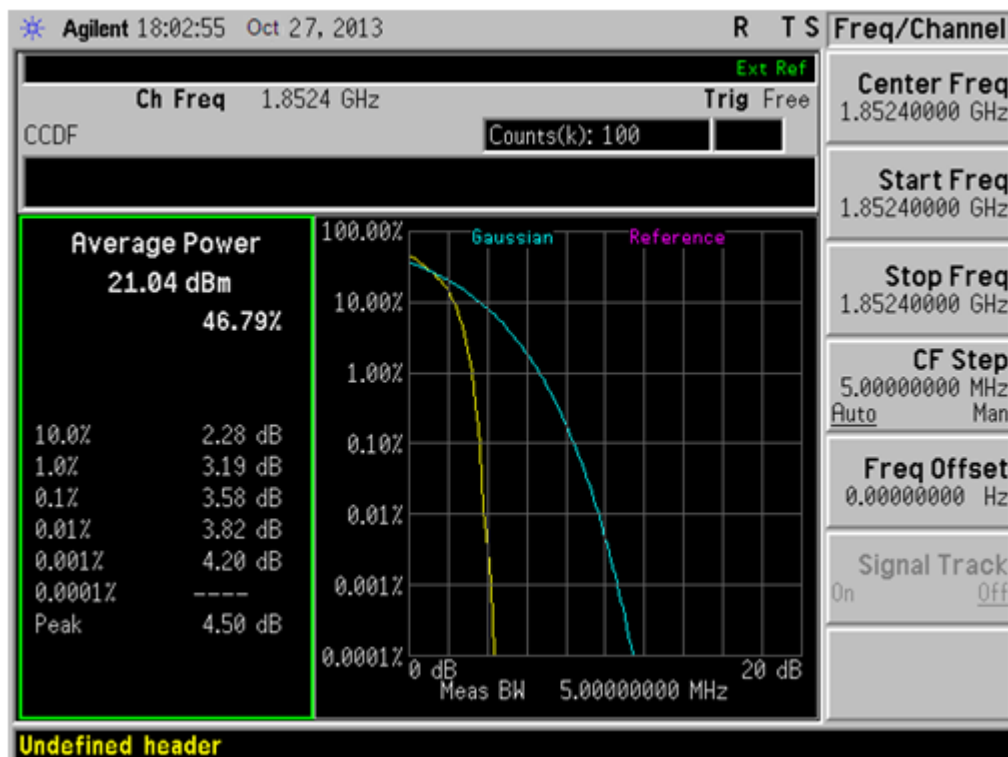 Agilent 18:02:55 Oct 27, 2013 R T S
Freq/Channel
Ext Ref
Ch Freq 1.8524 GHz Trig Free
CCDF Counts(k): 100
Average Power
21.04 dBm
46.79%
10.0% 2.28 dB
1.0% 3.19 dB
0.1% 3.58 dB
0.01% 3.82 dB
0.001% 4.20 dB
0.0001% ----
Peak 4.50 dB
Gaussian Reference
100.00%
10.00%
1.00%
0.10%
0.01%
0.001%
0.0001%
0 dB 20 dB
Meas BW 5.00000000 MHz
Center Freq
1.85240000 GHz
Start Freq
1.85240000 GHz
Stop Freq
1.85240000 GHz
CF Step
5.00000000 MHz
Auto Man
Freq Offset
0.00000000 Hz
Signal Track
On Off
Undefined header